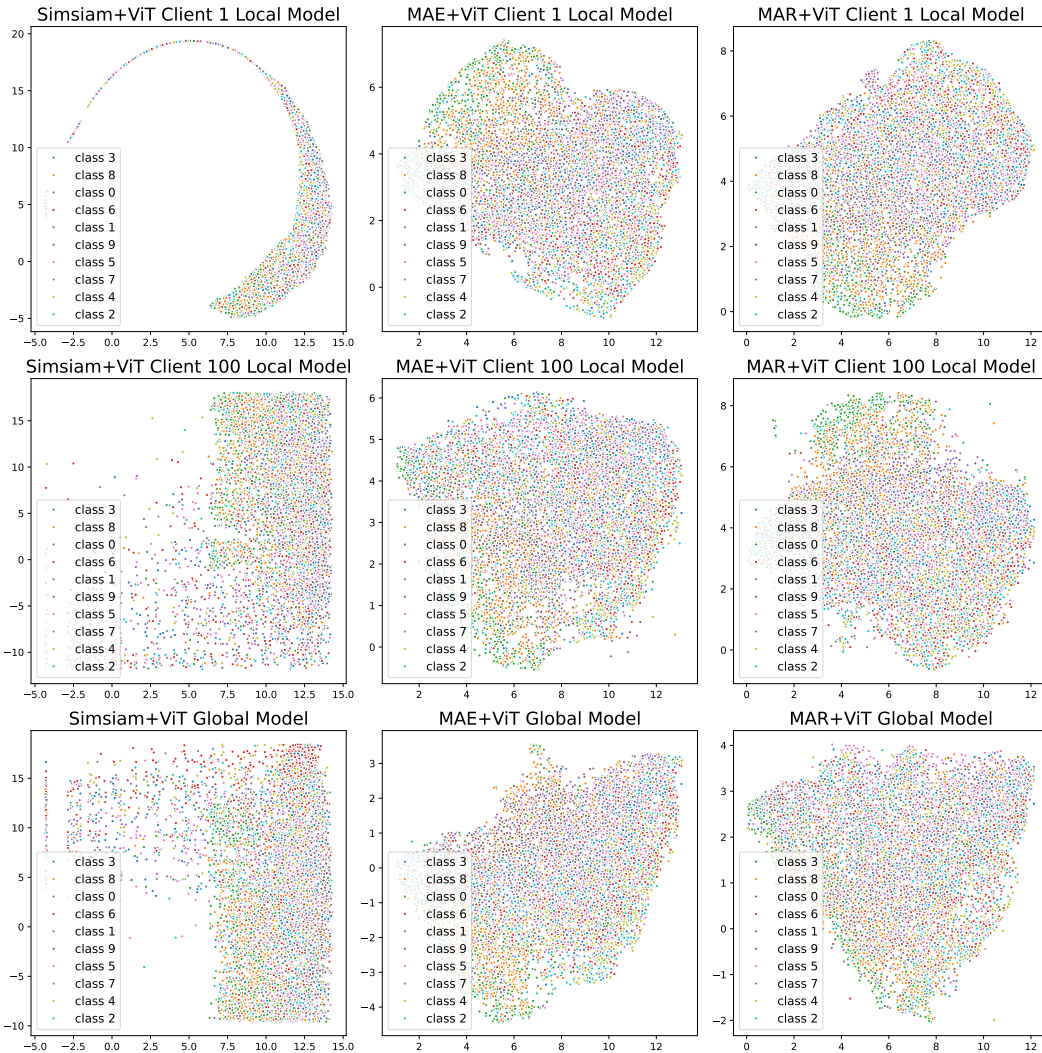 Simsiam+ViT Client 1 Local Model
20
15
10
5
0
−5
class 3
class 8
class 0
class 6
class 1
class 9
class 5
class 7
class 4
class 2
−5.0 −2.5 0.0 2.5 5.0 7.5 10.0 12.5 15.0
MAE+ViT Client 1 Local Model
6
4
2
0
class 3
class 8
class 0
class 6
class 1
class 9
class 5
class 7
class 4
class 2
2 4 6 8 10 12
MAR+ViT Client 1 Local Model
8
6
4
2
0
class 3
class 8
class 0
class 6
class 1
class 9
class 5
class 7
class 4
class 2
0 2 4 6 8 10 12
Simsiam+ViT Client 100 Local Model
15
10
5
0
−5
−10
class 3
class 8
class 0
class 6
class 1
class 9
class 5
class 7
class 4
class 2
−5.0 −2.5 0.0 2.5 5.0 7.5 10.0 12.5 15.0
MAE+ViT Client 100 Local Model
6
5
4
3
2
1
0
class 3
class 8
class 0
class 6
class 1
class 9
class 5
class 7
class 4
class 2
2 4 6 8 10 12
MAR+ViT Client 100 Local Model
8
6
4
2
0
class 3
class 8
class 0
class 6
class 1
class 9
class 5
class 7
class 4
class 2
0 2 4 6 8 10 12
Simsiam+ViT Global Model
15
10
5
0
−5
−10
class 3
class 8
class 0
class 6
class 1
class 9
class 5
class 7
class 4
class 2
−5.0 −2.5 0.0 2.5 5.0 7.5 10.0 12.5 15.0
MAE+ViT Global Model
3
2
1
0
−1
−2
−3
−4
class 3
class 8
class 0
class 6
class 1
class 9
class 5
class 7
class 4
class 2
2 4 6 8 10 12
MAR+ViT Global Model
4
3
2
1
0
−1
−2
class 3
class 8
class 0
class 6
class 1
class 9
class 5
class 7
class 4
class 2
0 2 4 6 8 10 12